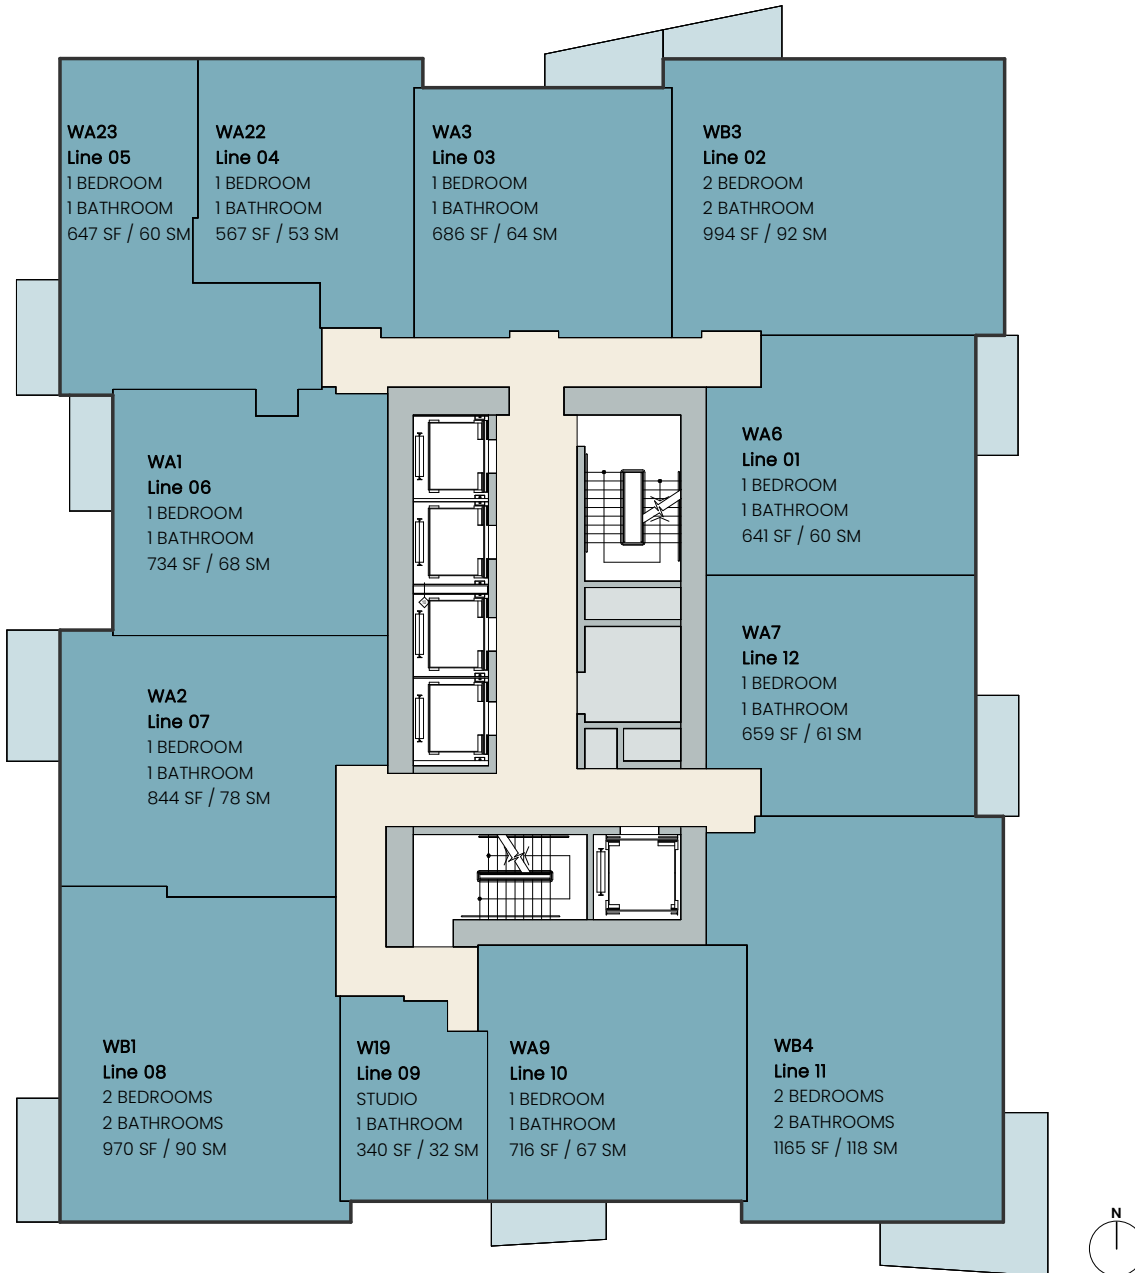 WA23
Line 05
1 BEDROOM
1 BATHROOM
647 SF / 60 SM
WA22
Line 04
1 BEDROOM
1 BATHROOM
567 SF / 53 SM
WA3
Line 03
1 BEDROOM
1 BATHROOM
686 SF / 64 SM
WB3
Line 02
2 BEDROOM
2 BATHROOM
994 SF / 92 SM
WA1
Line 06
1 BEDROOM
1 BATHROOM
734 SF / 68 SM
WA6
Line 01
1 BEDROOM
1 BATHROOM
641 SF / 60 SM
WA2
Line 07
1 BEDROOM
1 BATHROOM
844 SF / 78 SM
WA7
Line 12
1 BEDROOM
1 BATHROOM
659 SF / 61 SM
WB1
Line 08
2 BEDROOMS
2 BATHROOMS
970 SF / 90 SM
W19
Line 09
STUDIO
1 BATHROOM
340 SF / 32 SM
WA9
Line 10
1 BEDROOM
1 BATHROOM
716 SF / 67 SM
WB4
Line 11
2 BEDROOMS
2 BATHROOMS
1165 SF / 118 SM
N